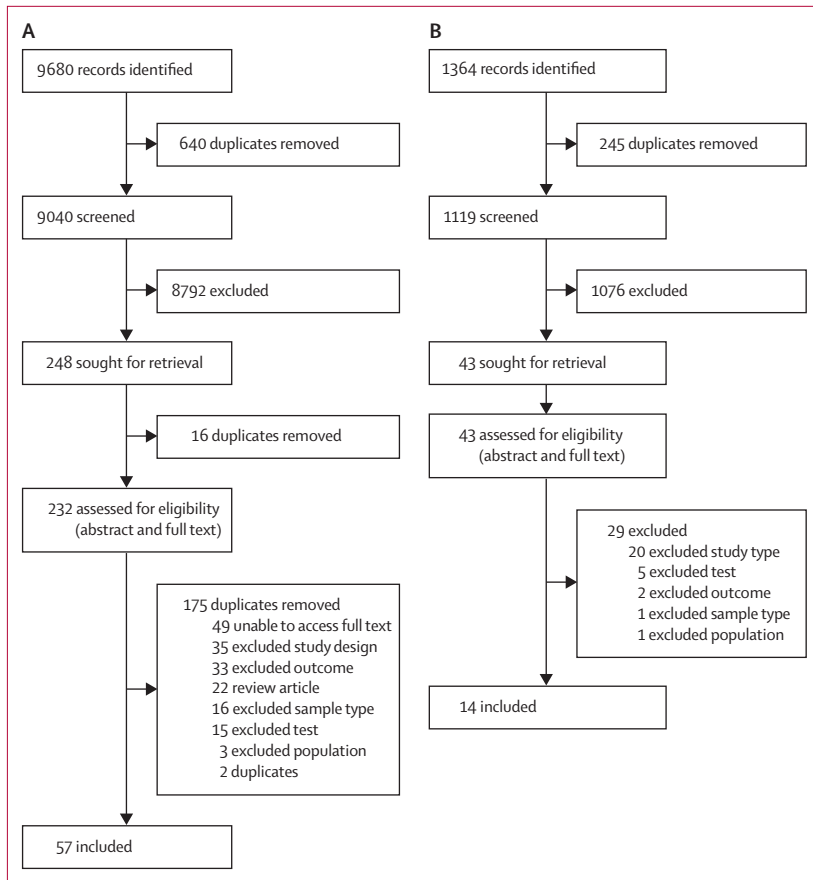 A
9680 records identified
640 duplicates removed
9040 screened
8792 excluded
248 sought for retrieval
16 duplicates removed
232 assessed for eligibility
(abstract and full text)
175 duplicates removed
49 unable to access full text
35 excluded study design
33 excluded outcome
22 review article
16 excluded sample type
15 excluded test
3 excluded population
2 duplicates
57 included
B
1364 records identified
245 duplicates removed
1119 screened
1076 excluded
43 sought for retrieval
43 assessed for eligibility
(abstract and full text)
29 excluded
20 excluded study type
5 excluded test
2 excluded outcome
1 excluded sample type
1 excluded population
14 included